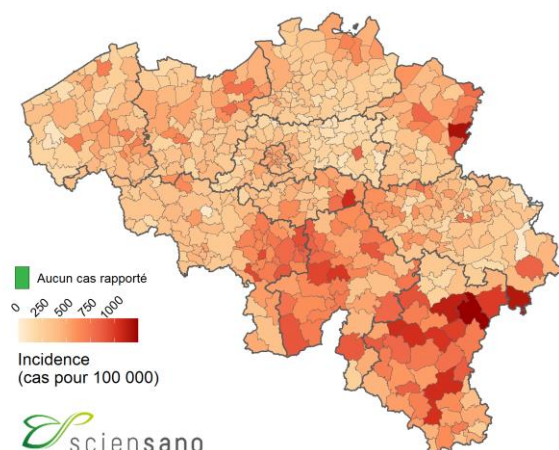 Aucun cas rapporté
0 250 500 750 1000
Incidence
(cas pour 100 000)
sciensano